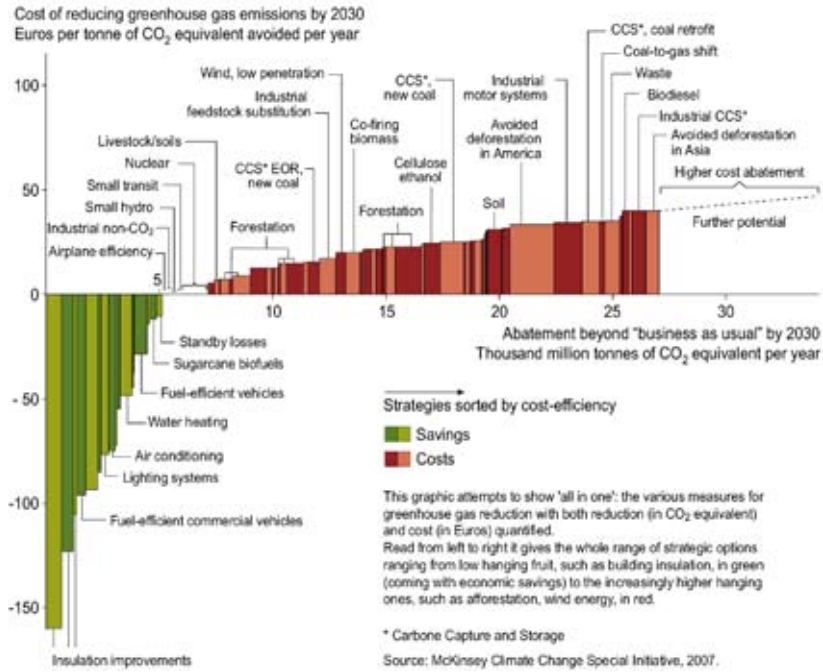 Cost of reducing greenhouse gas emissions by 2030
Euros per tonne of CO2 equivalent avoided per year
100
50
0
- 50
-100
-150
5
10
15
20
25
30
Insulation improvements
Fuel-efficient commercial vehicles
Lighting systems
Air conditioning
Water heating
Fuel-efficient vehicles
Sugarcane biofuels
Standby losses
Airplane efficiency
Industrial non-CO2
Small hydro
Small transit
Nuclear
Livestock/soils
Forestation
CCS* EOR,
new coal
Industrial
feedstock substitution
Wind, low penetration
Co-firing
biomass
Forestation
Cellulose
ethanol
CCS*,
new coal
Soil
Avoided
deforestation
in America
Industrial
motor systems
CCS*, coal retrofit
Coal-to-gas shift
Waste
Biodiesel
Industrial CCS*
Avoided deforestation
in Asia
Higher cost abatement
Further potential
Abatement beyond “business as usual” by 2030
Thousand million tonnes of CO2 equivalent per year
Strategies sorted by cost-efficiency
Savings
Costs
This graphic attempts to show 'all in one': the various measures for
greenhouse gas reduction with both reduction (in CO2 equivalent)
and cost (in Euros) quantified.
Read from left to right it gives the whole range of strategic options
ranging from low hanging fruit, such as building insulation, in green
(coming with economic savings) to the increasingly higher hanging
ones, such as afforestation, wind energy, in red.
* Carbone Capture and Storage
Source: McKinsey Climate Change Special Initiative, 2007.